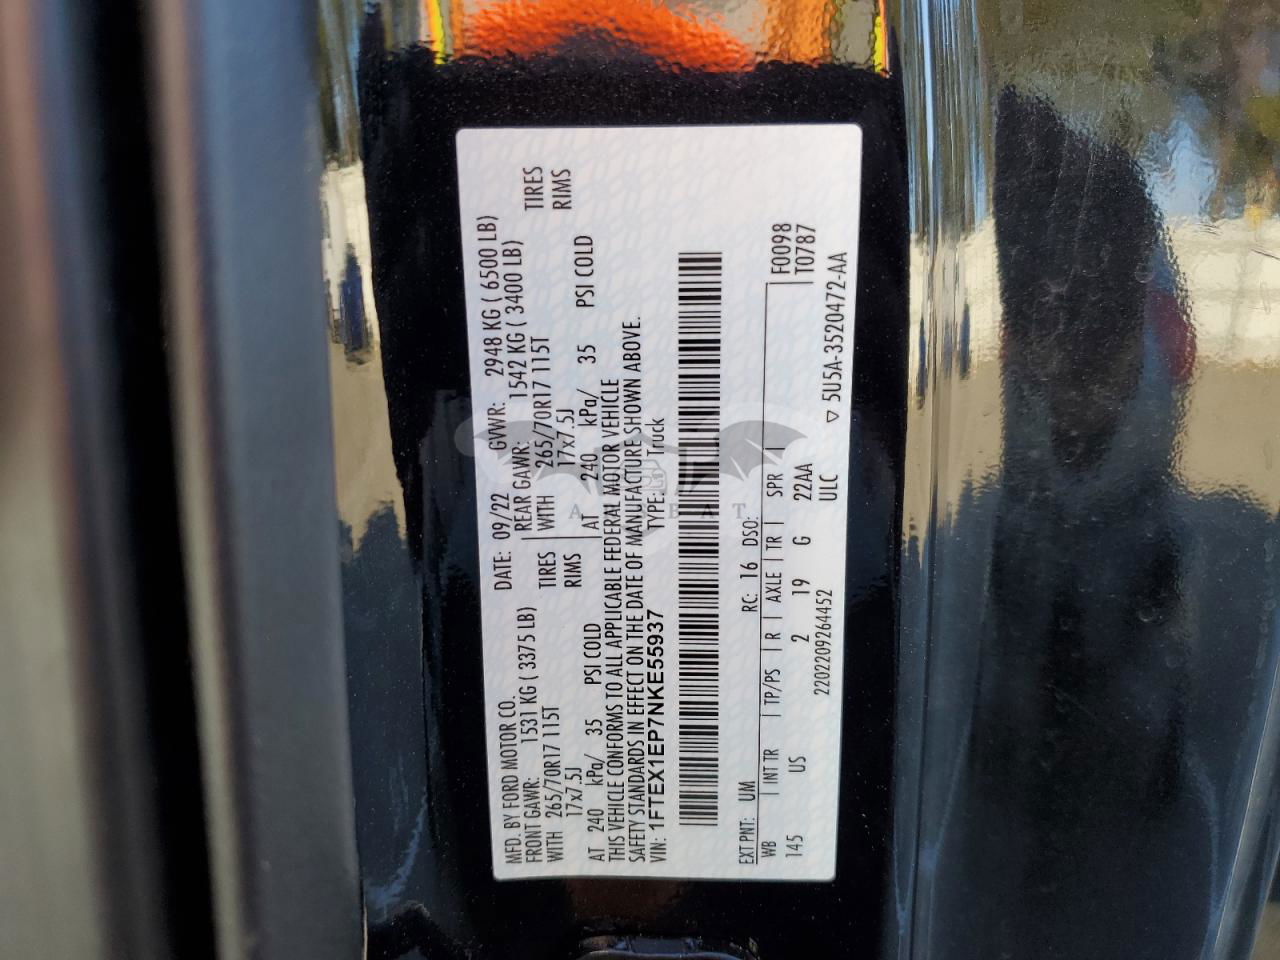 MFD. BY FORD MOTOR CO.
DATE: 09/22 GVWR: 2948 KG ( 6500 LB)
FRONT GAWR: 1531 KG ( 3375 LB)
REAR GAWR: 1542 KG ( 3400 LB)
WITH 265/70R17 115T TIRES
WITH 265/70R17 115T TIRES
17x7.5J RIMS
17x7.5J RIMS
AT 240 kPa/ 35 PSI COLD
AT 240 kPa/ 35 PSI COLD
THIS VEHICLE CONFORMS TO ALL APPLICABLE FEDERAL MOTOR VEHICLE
SAFETY STANDARDS IN EFFECT ON THE DATE OF MANUFACTURE SHOWN ABOVE.
VIN: 1FTEX1EP7NKE55937 TYPE: Truck
EXT PNT: UM RC: 16 DSO:
WB INT TR TP/PS R AXLE TR SPR F0098
145 US 2 19 G 22AA T0787
2202209264452 ULC
5U5A-3520472-AA